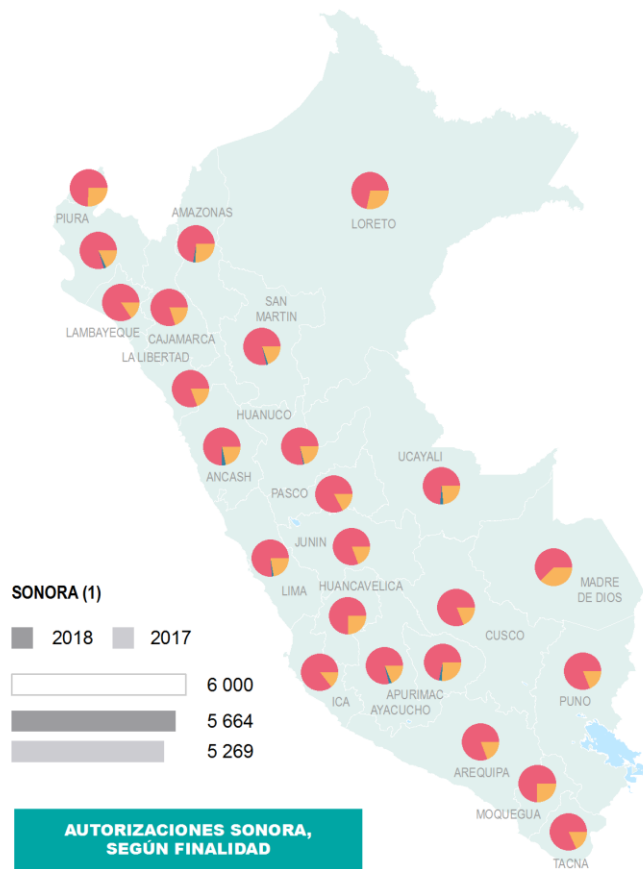 PIURA
AMAZONAS
LORETO
SAN
MARTIN
LAMBAYEQUE
CAJAMARCA
LA LIBERTAD
HUANUCO
ANCASH
UCAYALI
PASCO
JUNIN
LIMA
HUANCAVELICA
MADRE
DE DIOS
CUSCO
ICA
APURIMAC
AYACUCHO
PUNO
AREQUIPA
MOQUEGUA
TACNA
SONORA (1)
2018 2017
6 000
5 664
5 269
AUTORIZACIONES SONORA,
SEGÚN FINALIDAD